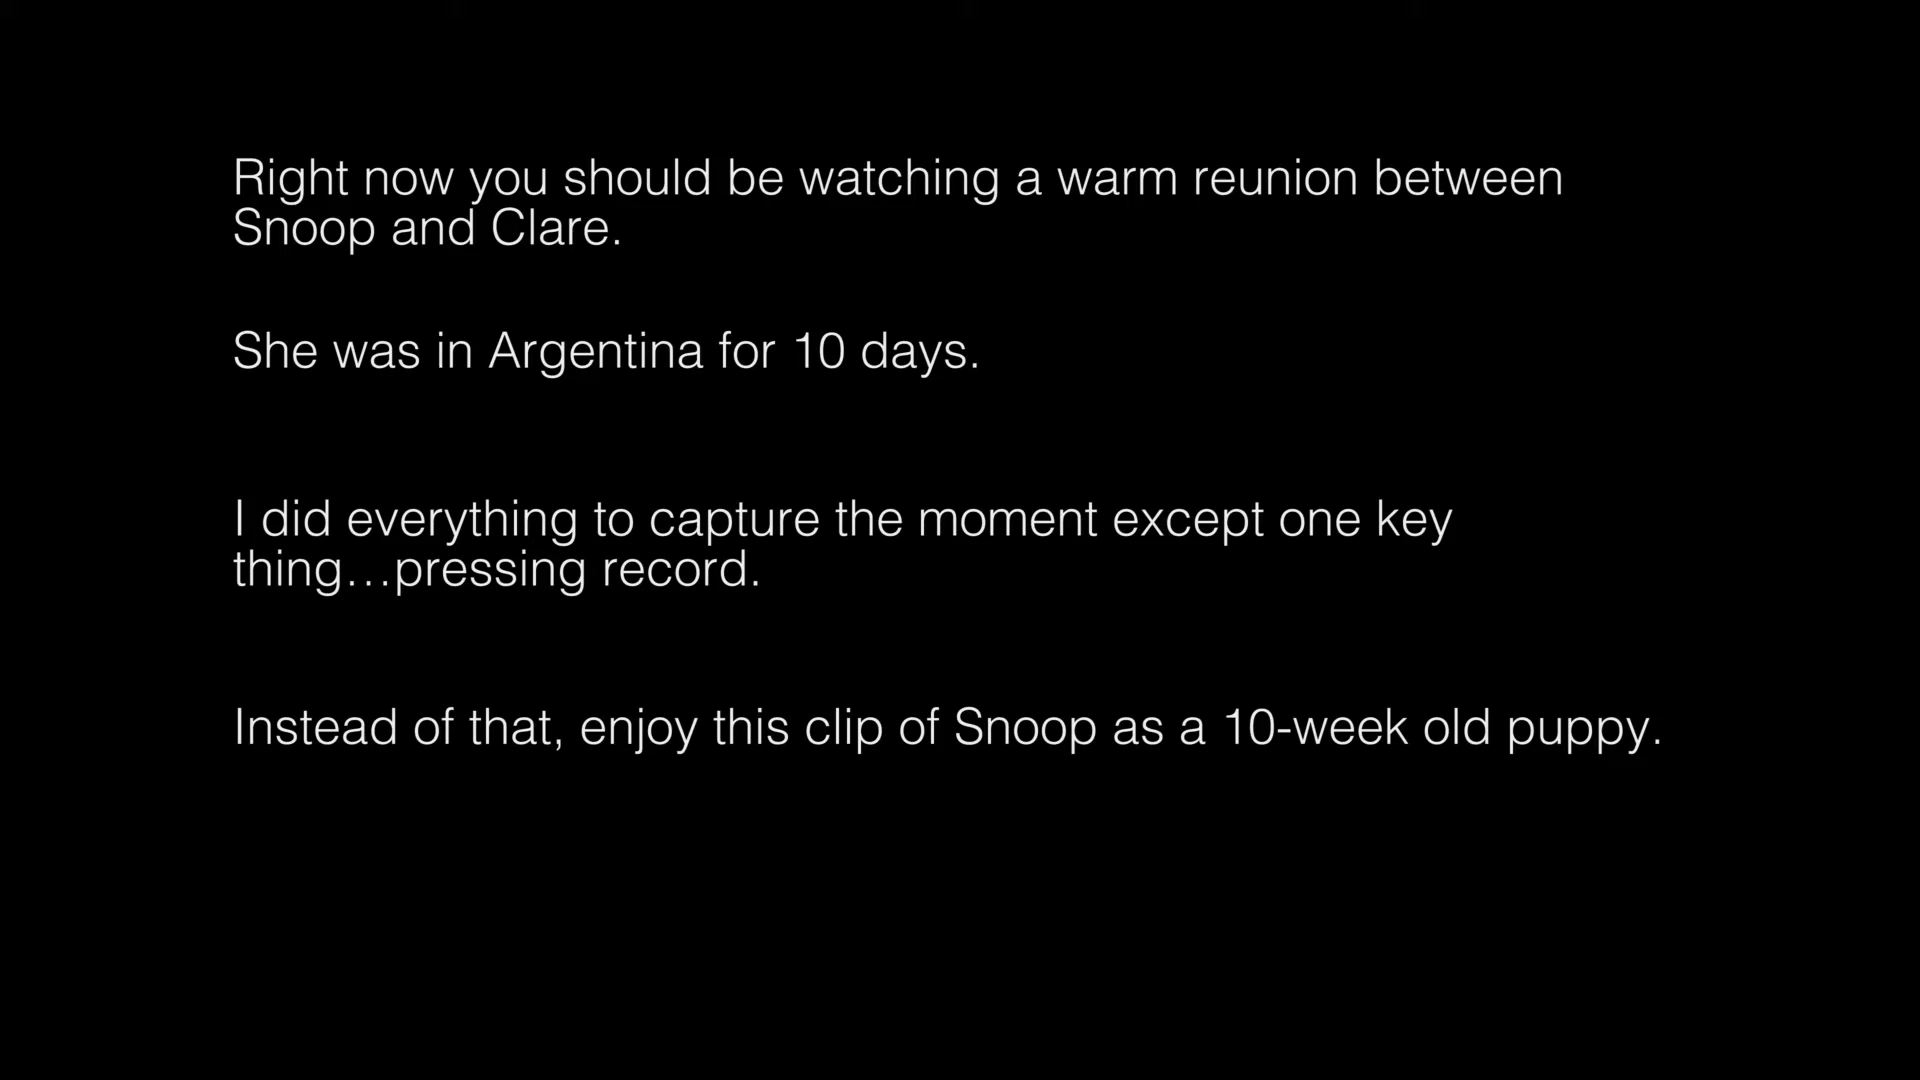 Right now you should be watching a warm reunion between
Snoop and Clare.
She was in Argentina for 10 days.
I did everything to capture the moment except one key
thing...pressing record.
Instead of that, enjoy this clip of Snoop as a 10-week old puppy.